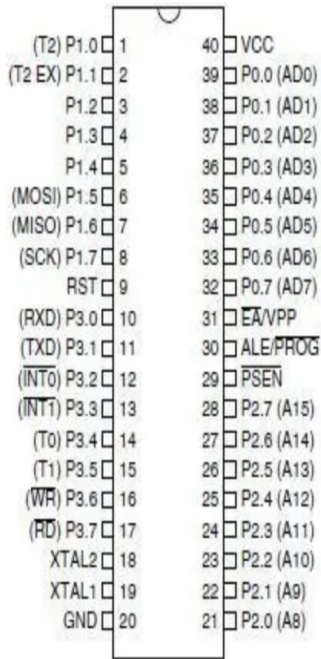 (T2) P1.0 1 40 VCC
(T2 EX) P1.1 2 39 P0.0 (AD0)
P1.2 3 38 P0.1 (AD1)
P1.3 4 37 P0.2 (AD2)
P1.4 5 36 P0.3 (AD3)
(MOSI) P1.5 6 35 P0.4 (AD4)
(MISO) P1.6 7 34 P0.5 (AD5)
(SCK) P1.7 8 33 P0.6 (AD6)
RST 9 32 P0.7 (AD7)
(RXD) P3.0 10 31 E̅A̅/VPP
(TXD) P3.1 11 30 ALE/P̅R̅O̅G̅
(I̅N̅T̅0̅) P3.2 12 29 P̅S̅E̅N̅
(I̅N̅T̅1̅) P3.3 13 28 P2.7 (A15)
(T0) P3.4 14 27 P2.6 (A14)
(T1) P3.5 15 26 P2.5 (A13)
(W̅R̅) P3.6 16 25 P2.4 (A12)
(R̅D̅) P3.7 17 24 P2.3 (A11)
XTAL2 18 23 P2.2 (A10)
XTAL1 19 22 P2.1 (A9)
GND 20 21 P2.0 (A8)